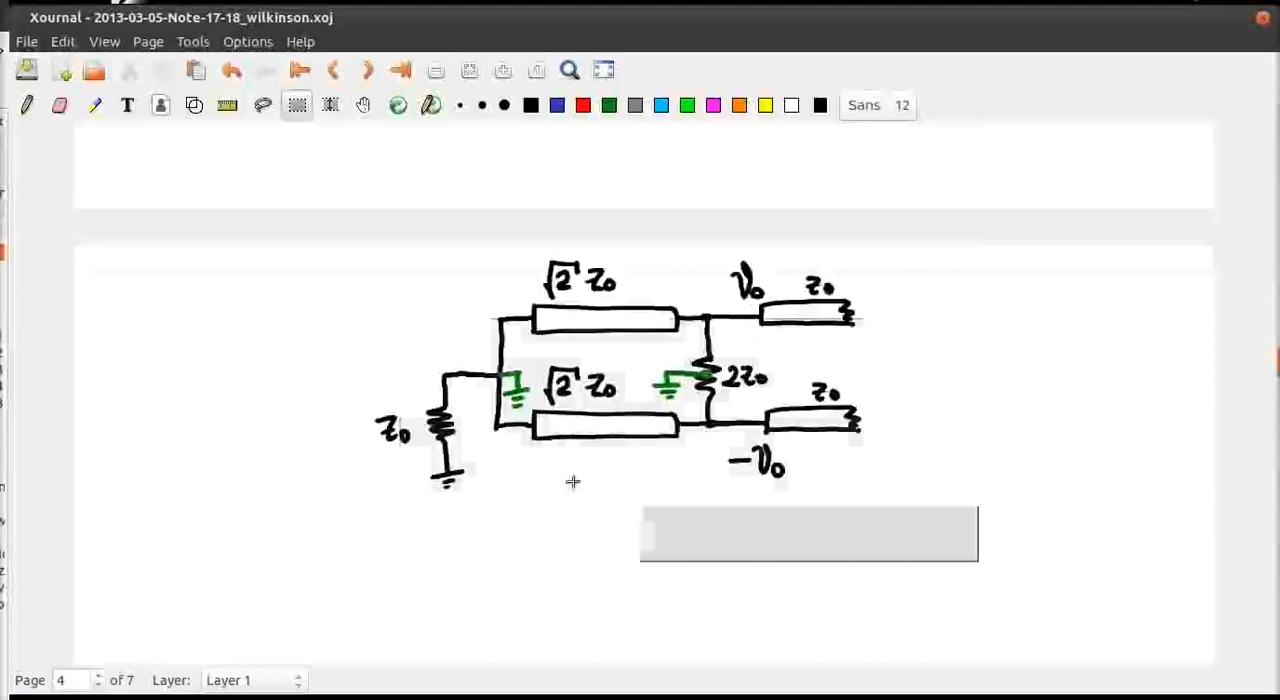 Xournal - 2013-03-05-Note-17-18_wilkinson.xoj
File Edit View Page Tools Options Help
T Sans 12
√2 Z0 V0 Z0
√2 Z0 2Z0 Z0
Z0
-V0
Page 4 of 7 Layer: Layer 1